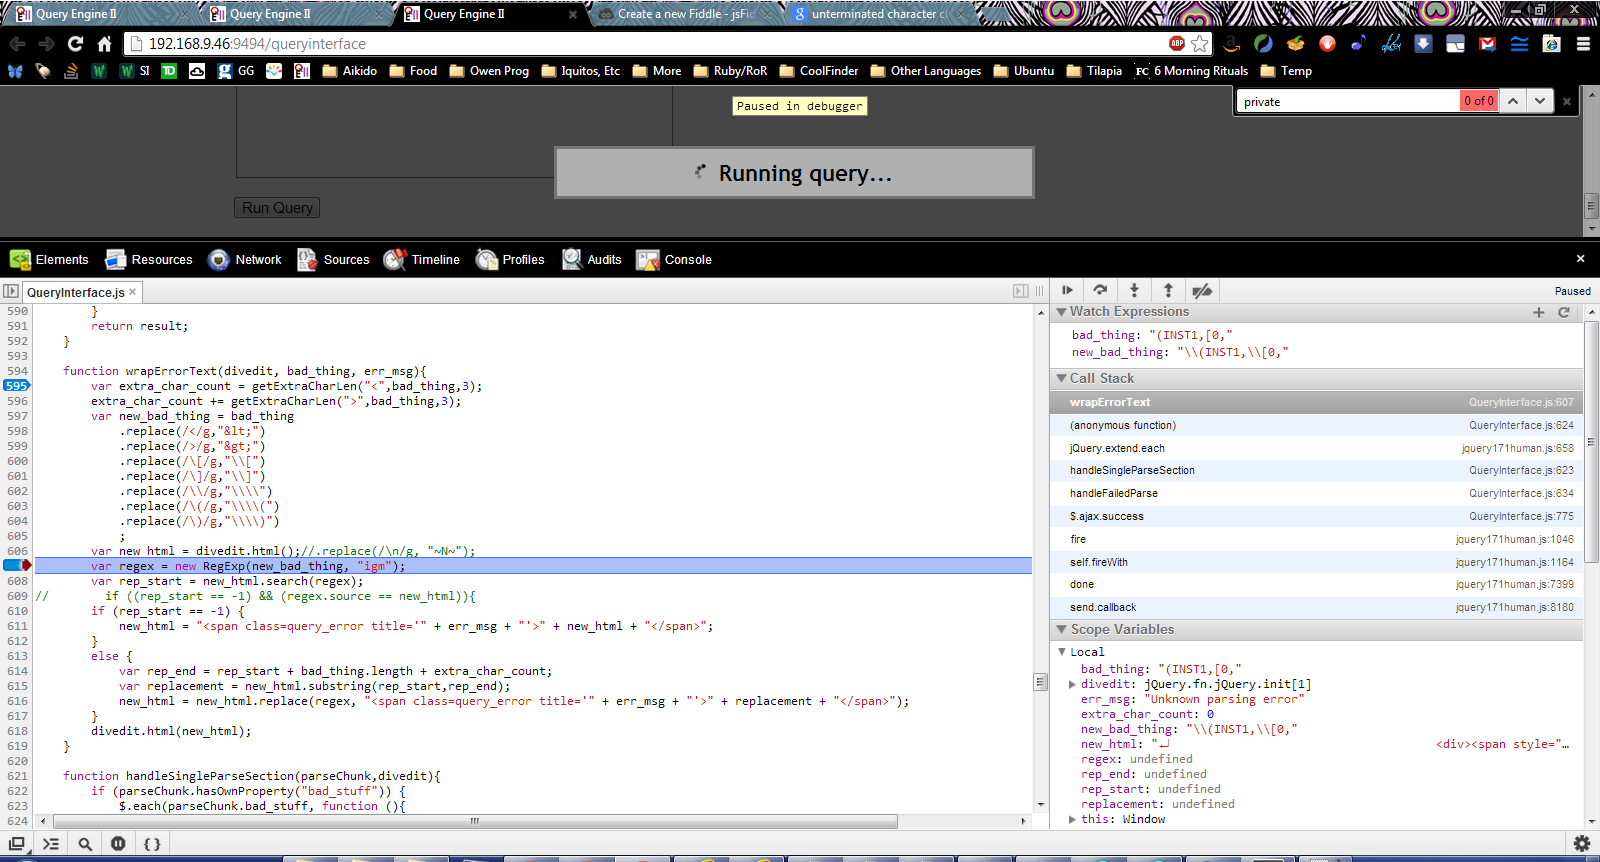 Query Engine II
Query Engine II
Query Engine II
Create a new Fiddle - jsFid
unterminated character cl
192.168.9.46:9494/queryinterface
ABP
SI
TD
GG
Aikido
Food
Owen Prog
Iquitos, Etc
More
Ruby/RoR
CoolFinder
Other Languages
Ubuntu
Tilapia
FC 6 Morning Rituals
Temp
Paused in debugger
private
0 of 0
Running query...
Run Query
Elements
Resources
Network
Sources
Timeline
Profiles
Audits
Console
QueryInterface.js
Paused
590 }
591 return result;
592 }
593
594 function wrapErrorText(divedit, bad_thing, err_msg){
595 var extra_char_count = getExtraCharLen("<",bad_thing,3);
596 extra_char_count += getExtraCharLen(">",bad_thing,3);
597 var new_bad_thing = bad_thing
598 .replace(/</g,"&lt;")
599 .replace(/>/g,"&gt;")
600 .replace(/\[/g,"\\[")
601 .replace(/\]/g,"\\]")
602 .replace(/\\/g,"\\\\")
603 .replace(/\(/g,"\\\\(")
604 .replace(/\)/g,"\\\\)")
605 ;
606 var new_html = divedit.html();//.replace(/\n/g, "~N~");
var regex = new RegExp(new_bad_thing, "igm");
608 var rep_start = new_html.search(regex);
609 // if ((rep_start == -1) && (regex.source == new_html)){
610 if (rep_start == -1) {
611 new_html = "<span class=query_error title='" + err_msg + "'>" + new_html + "</span>";
612 }
613 else {
614 var rep_end = rep_start + bad_thing.length + extra_char_count;
615 var replacement = new_html.substring(rep_start,rep_end);
616 new_html = new_html.replace(regex, "<span class=query_error title='" + err_msg + "'>" + replacement + "</span>");
617 }
618 divedit.html(new_html);
619 }
620
621 function handleSingleParseSection(parseChunk,divedit){
622 if (parseChunk.hasOwnProperty("bad_stuff")) {
623 $.each(parseChunk.bad_stuff, function (){
624
Watch Expressions
bad_thing: "(INST1,[0,"
new_bad_thing: "\\(INST1,\\[0,"
Call Stack
wrapErrorText QueryInterface.js:607
(anonymous function) QueryInterface.js:624
jQuery.extend.each jquery171human.js:658
handleSingleParseSection QueryInterface.js:623
handleFailedParse QueryInterface.js:634
$.ajax.success QueryInterface.js:775
fire jquery171human.js:1046
self.fireWith jquery171human.js:1164
done jquery171human.js:7399
send.callback jquery171human.js:8180
Scope Variables
Local
bad_thing: "(INST1,[0,"
divedit: jQuery.fn.jQuery.init[1]
err_msg: "Unknown parsing error"
extra_char_count: 0
new_bad_thing: "\\(INST1,\\[0,"
new_html: "↵ <div><span style="…
regex: undefined
rep_end: undefined
rep_start: undefined
replacement: undefined
this: Window